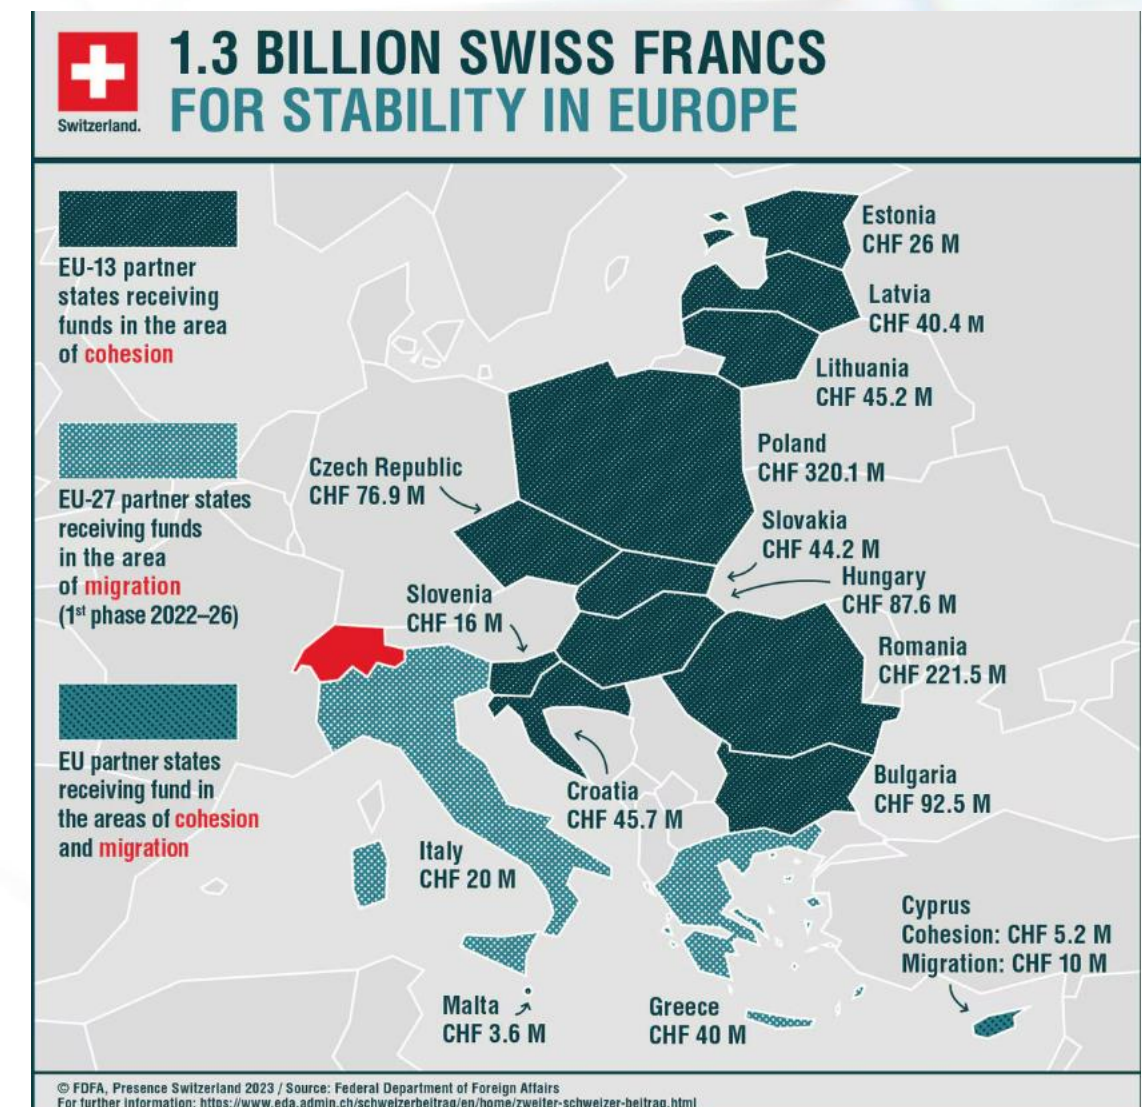 1.3 BILLION SWISS FRANCS
FOR STABILITY IN EUROPE
Switzerland.
EU-13 partner
states receiving
funds in the area
of cohesion
EU-27 partner states
receiving funds
in the area
of migration
(1st phase 2022–26)
EU partner states
receiving fund in
the areas of cohesion
and migration
Estonia
CHF 26 M
Latvia
CHF 40.4 M
Lithuania
CHF 45.2 M
Poland
CHF 320.1 M
Czech Republic
CHF 76.9 M
Slovakia
CHF 44.2 M
Hungary
CHF 87.6 M
Slovenia
CHF 16 M
Romania
CHF 221.5 M
Bulgaria
CHF 92.5 M
Croatia
CHF 45.7 M
Italy
CHF 20 M
Cyprus
Cohesion: CHF 5.2 M
Migration: CHF 10 M
Malta
CHF 3.6 M
Greece
CHF 40 M
© FDFA, Presence Switzerland 2023 / Source: Federal Department of Foreign Affairs
For further information: https://www.eda.admin.ch/schweizerbeitrag/en/home/zweiter-schweizer-beitrag.html